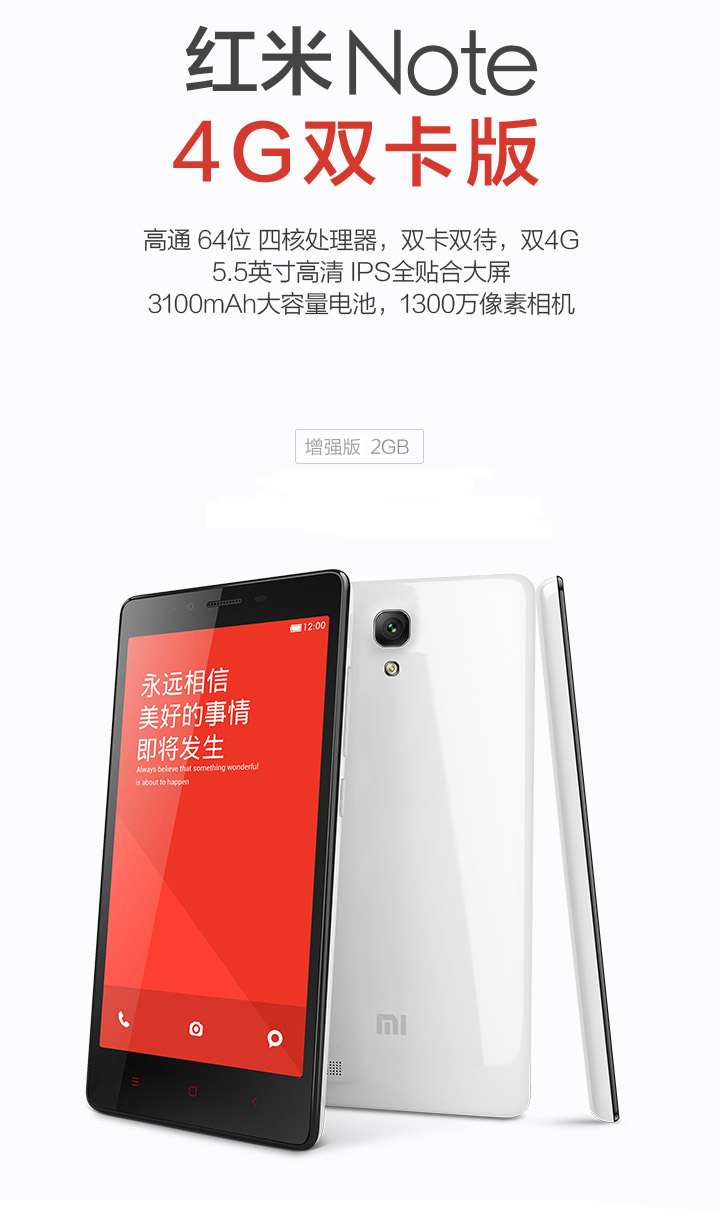 红米Note
4G双卡版
高通 64位 四核处理器，双卡双待，双4G
5.5英寸高清 IPS全贴合大屏
3100mAh大容量电池，1300万像素相机
增强版 2GB
12:00
永远相信
美好的事情
即将发生
Always believe that something wonderful
is about to happen
MI